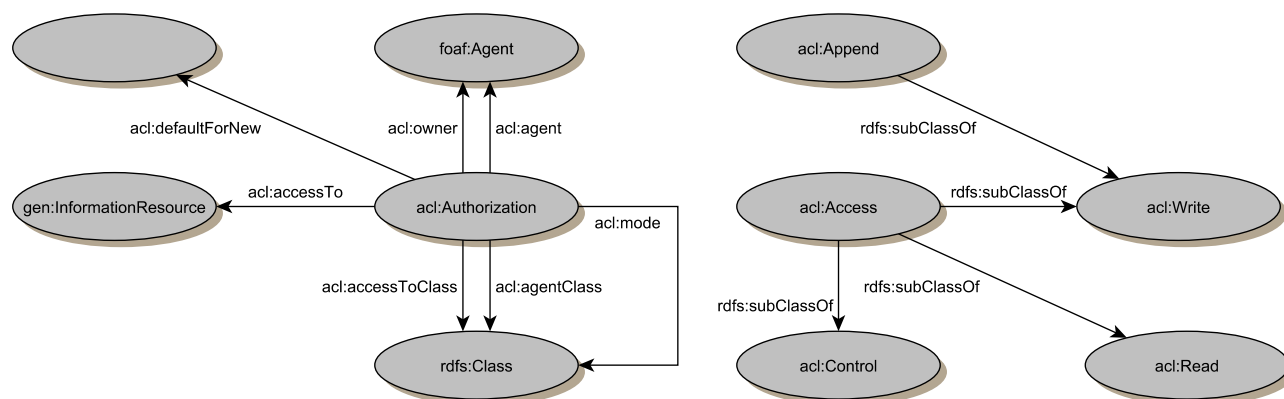 foaf:Agent
acl:Append
acl:defaultForNew
acl:owner
acl:agent
rdfs:subClassOf
gen:InformationResource
acl:accessTo
acl:Authorization
acl:mode
acl:Access
rdfs:subClassOf
acl:Write
acl:accessToClass
acl:agentClass
rdfs:subClassOf
rdfs:subClassOf
rdfs:Class
acl:Control
acl:Read